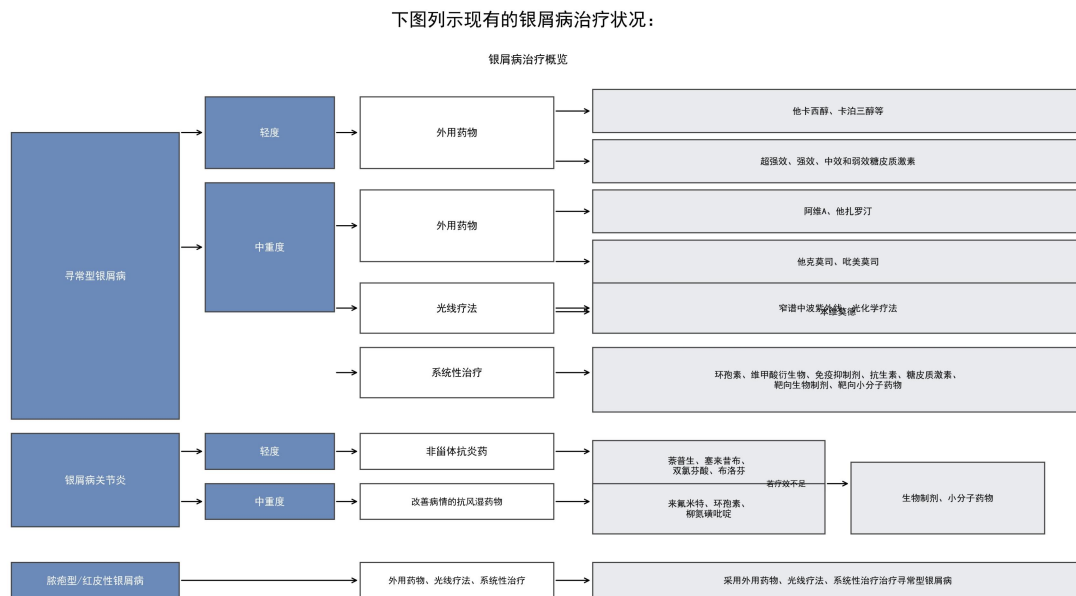 下图列示现有的银屑病治疗状况：
银屑病治疗概览
寻常型银屑病
轻度
外用药物
他卡西醇、卡泊三醇等
超强效、强效、中效和弱效糖皮质激素
中重度
外用药物
阿维A、他扎罗汀
他克莫司、吡美莫司
本维莫德
光线疗法
窄谱中波紫外线、光化学疗法
系统性治疗
环孢素、维甲酸衍生物、免疫抑制剂、抗生素、糖皮质激素、
靶向生物制剂、靶向小分子药物
银屑病关节炎
轻度
非甾体抗炎药
萘普生、塞来昔布、
双氯芬酸、布洛芬
中重度
改善病情的抗风湿药物
来氟米特、环孢素、
柳氮磺吡啶
若疗效不足
生物制剂、小分子药物
脓疱型/红皮性银屑病
外用药物、光线疗法、系统性治疗
采用外用药物、光线疗法、系统性治疗治疗寻常型银屑病